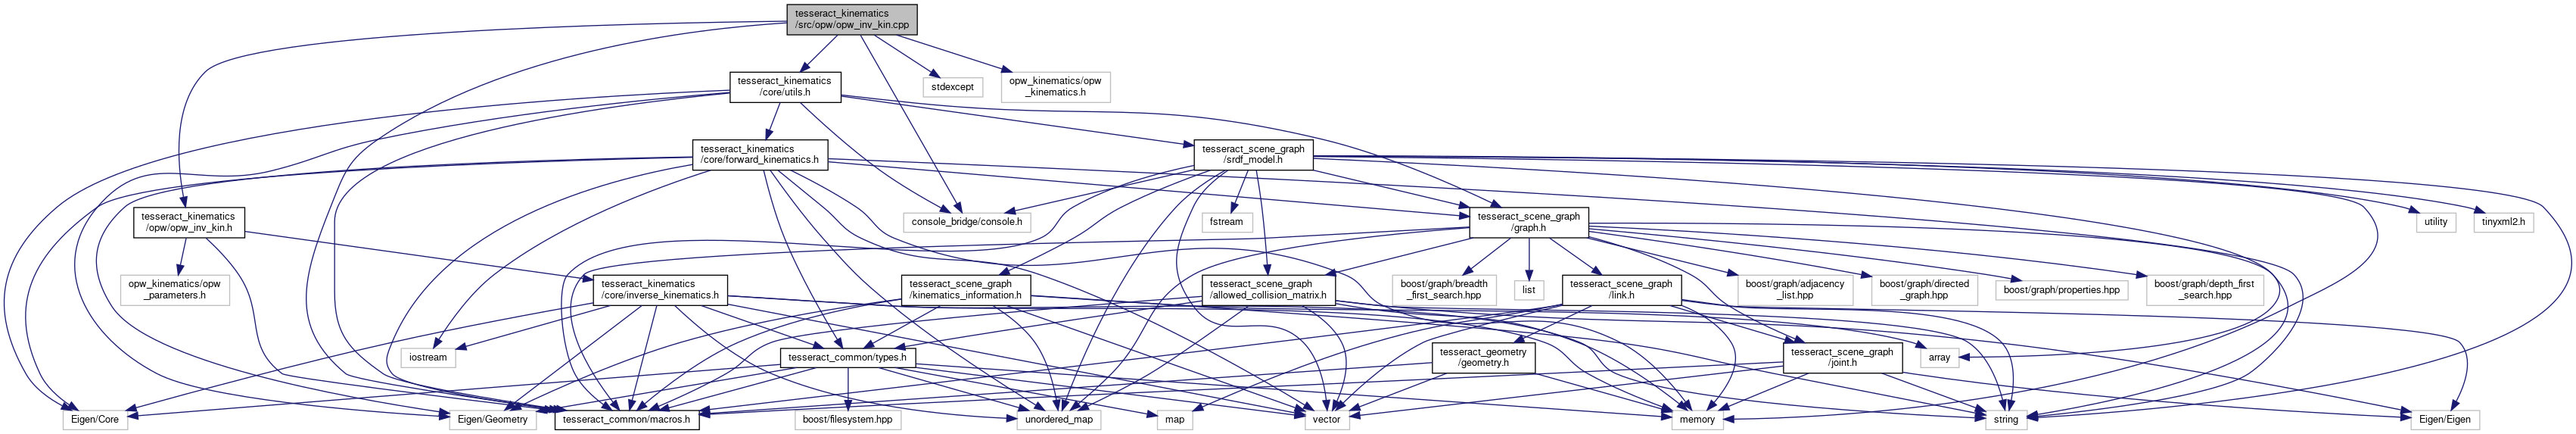 tesseract_kinematics
/src/opw/opw_inv_kin.cpp
tesseract_kinematics
/core/utils.h
stdexcept
opw_kinematics/opw
_kinematics.h
tesseract_kinematics
/core/forward_kinematics.h
tesseract_scene_graph
/srdf_model.h
tesseract_kinematics
/opw/opw_inv_kin.h
console_bridge/console.h
fstream
tesseract_scene_graph
/graph.h
utility
tinyxml2.h
opw_kinematics/opw
_parameters.h
tesseract_kinematics
/core/inverse_kinematics.h
tesseract_scene_graph
/kinematics_information.h
tesseract_scene_graph
/allowed_collision_matrix.h
boost/graph/breadth
_first_search.hpp
list
tesseract_scene_graph
/link.h
boost/graph/adjacency
_list.hpp
boost/graph/directed
_graph.hpp
boost/graph/properties.hpp
boost/graph/depth_first
_search.hpp
iostream
tesseract_common/types.h
tesseract_geometry
/geometry.h
tesseract_scene_graph
/joint.h
array
Eigen/Core
Eigen/Geometry
tesseract_common/macros.h
boost/filesystem.hpp
unordered_map
map
vector
memory
string
Eigen/Eigen